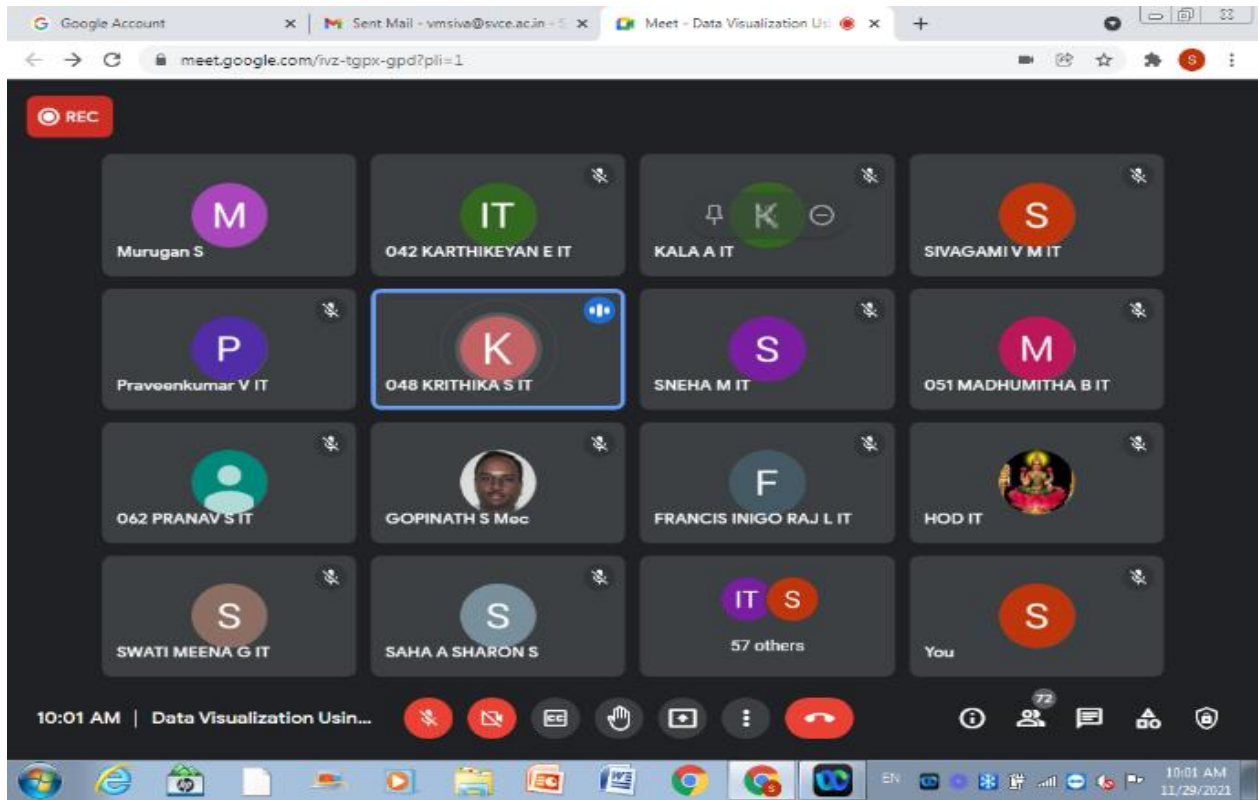 Google Account
Sent Mail - vmsiva@svce.ac.in - S
Meet - Data Visualization Us
meet.google.com/ivz-tgpx-gpd?pli=1
S
REC
M
Murugan S
IT
042 KARTHIKEYAN E IT
K
KALA A IT
S
SIVAGAMI V M IT
P
Praveenkumar V IT
K
048 KRITHIKA S IT
S
SNEHA M IT
M
051 MADHUMITHA B IT
062 PRANAV S IT
GOPINATH S Mec
F
FRANCIS INIGO RAJ L IT
HOD IT
S
SWATI MEENA G IT
S
SAHA A SHARON S
IT S
57 others
S
You
10:01 AM | Data Visualization Usin...
72
EN
10:01 AM
11/29/2021